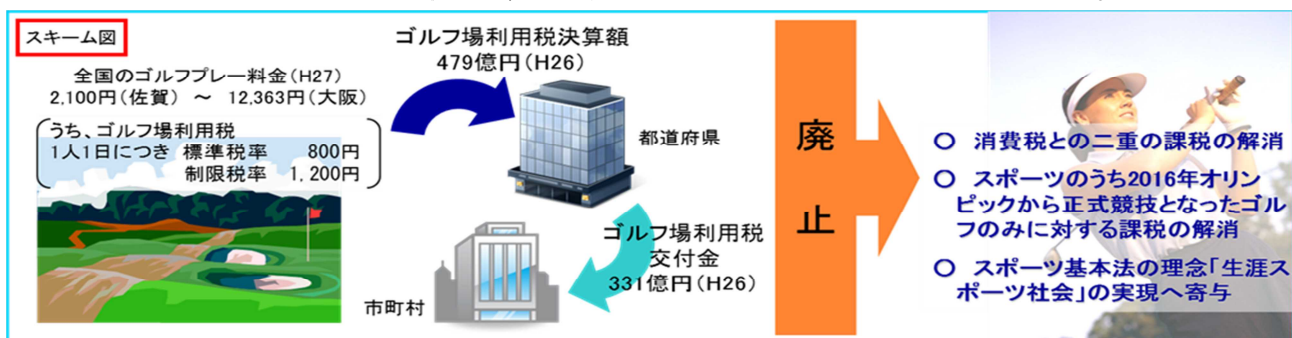 スキーム図
全国のゴルフプレー料金(H27)
2,100円(佐賀) ~ 12,363円(大阪)
うち、ゴルフ場利用税
1人1日につき 標準税率 800円
制限税率 1,200円
ゴルフ場利用税決算額
479億円(H26)
都道府県
ゴルフ場利用税
交付金
331億円(H26)
市町村
廃
止
○ 消費税との二重の課税の解消
○ スポーツのうち2016年オリン
ピックから正式競技となったゴル
フのみに対する課税の解消
○ スポーツ基本法の理念「生涯ス
ポーツ社会」の実現へ寄与